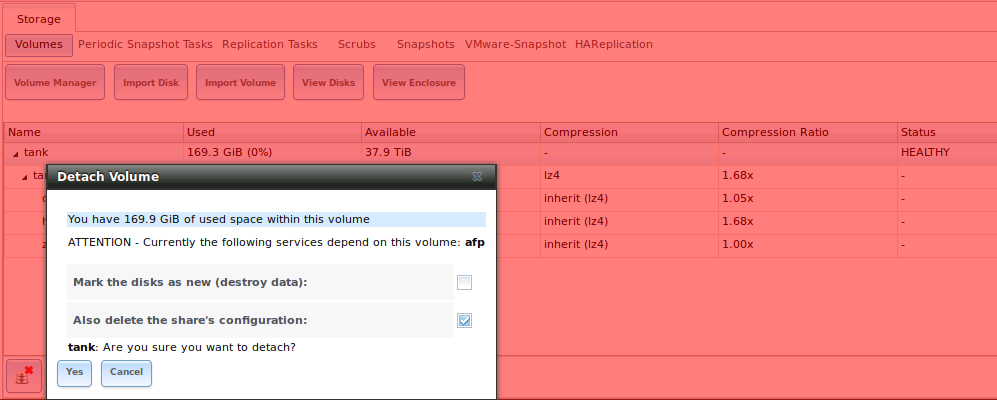 Storage
Volumes Periodic Snapshot Tasks Replication Tasks Scrubs Snapshots VMware-Snapshot HAReplication
Volume Manager Import Disk Import Volume View Disks View Enclosure
Name Used Available Compression Compression Ratio Status
tank 169.3 GiB (0%) 37.9 TiB - - HEALTHY
lz4 1.68x -
inherit (lz4) 1.05x -
inherit (lz4) 1.68x -
inherit (lz4) 1.00x -
Detach Volume
You have 169.9 GiB of used space within this volume
ATTENTION - Currently the following services depend on this volume: afp
Mark the disks as new (destroy data):
Also delete the share's configuration:
tank: Are you sure you want to detach?
Yes Cancel